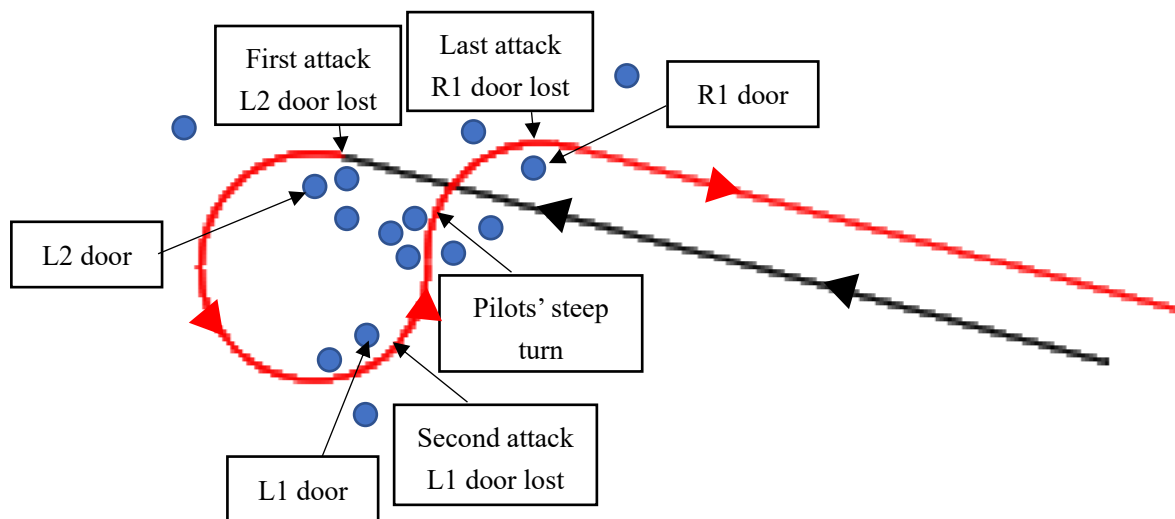 First attack
L2 door lost
Last attack
R1 door lost
R1 door
L2 door
Pilots’ steep
turn
Second attack
L1 door lost
L1 door